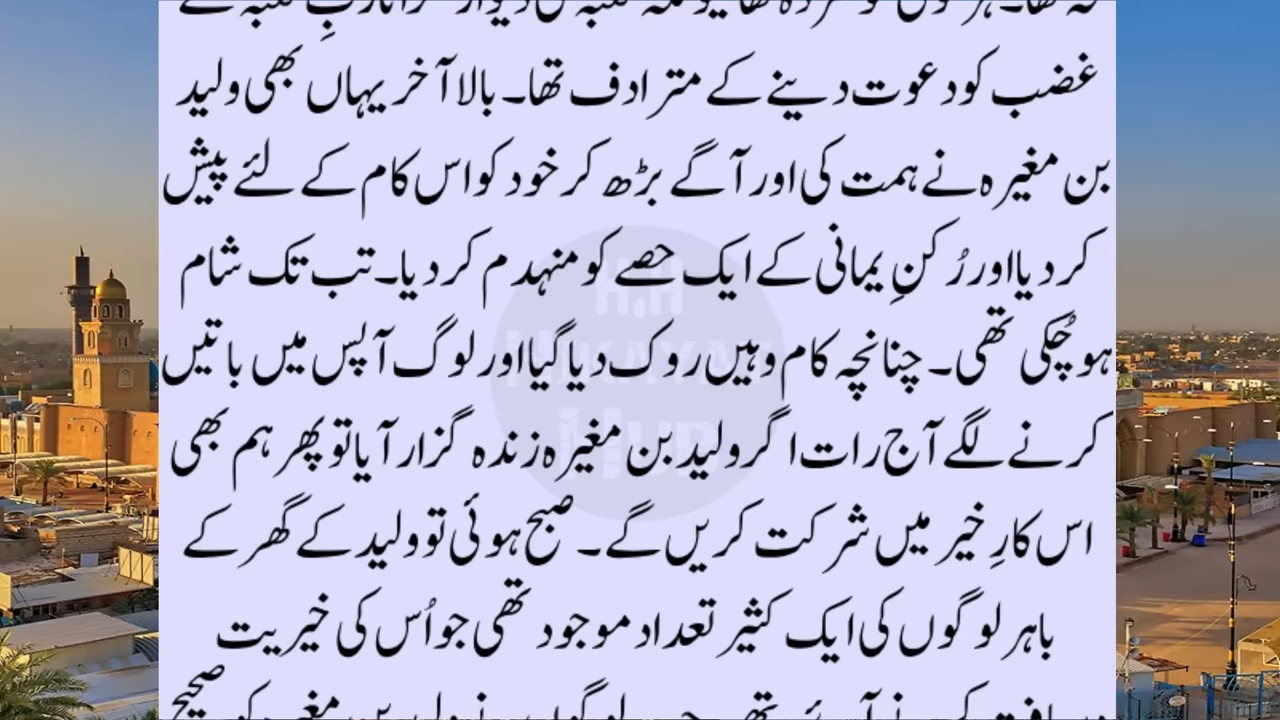 غضب کو دعوت دینے کے مترادف تھا۔ بالا آخر یہاں بھی ولید
بن مغیرہ نے ہمت کی اور آگے بڑھ کر خود کو اس کام کے لئے پیش
کر دیا اور رُکنِ یمانی کے ایک حصے کو منہدم کر دیا۔ تب تک شام
ہو چُکی تھی۔ چنانچہ کام وہیں روک دیا گیا اور لوگ آپس میں باتیں
کرنے لگے آج رات اگر ولید بن مغیرہ زندہ گزار آیا تو پھر ہم بھی
اس کارِ خیر میں شرکت کریں گے۔ صبح ہوئی تو ولید کے گھر کے
باہر لوگوں کی ایک کثیر تعداد موجود تھی جو اُس کی خیریت